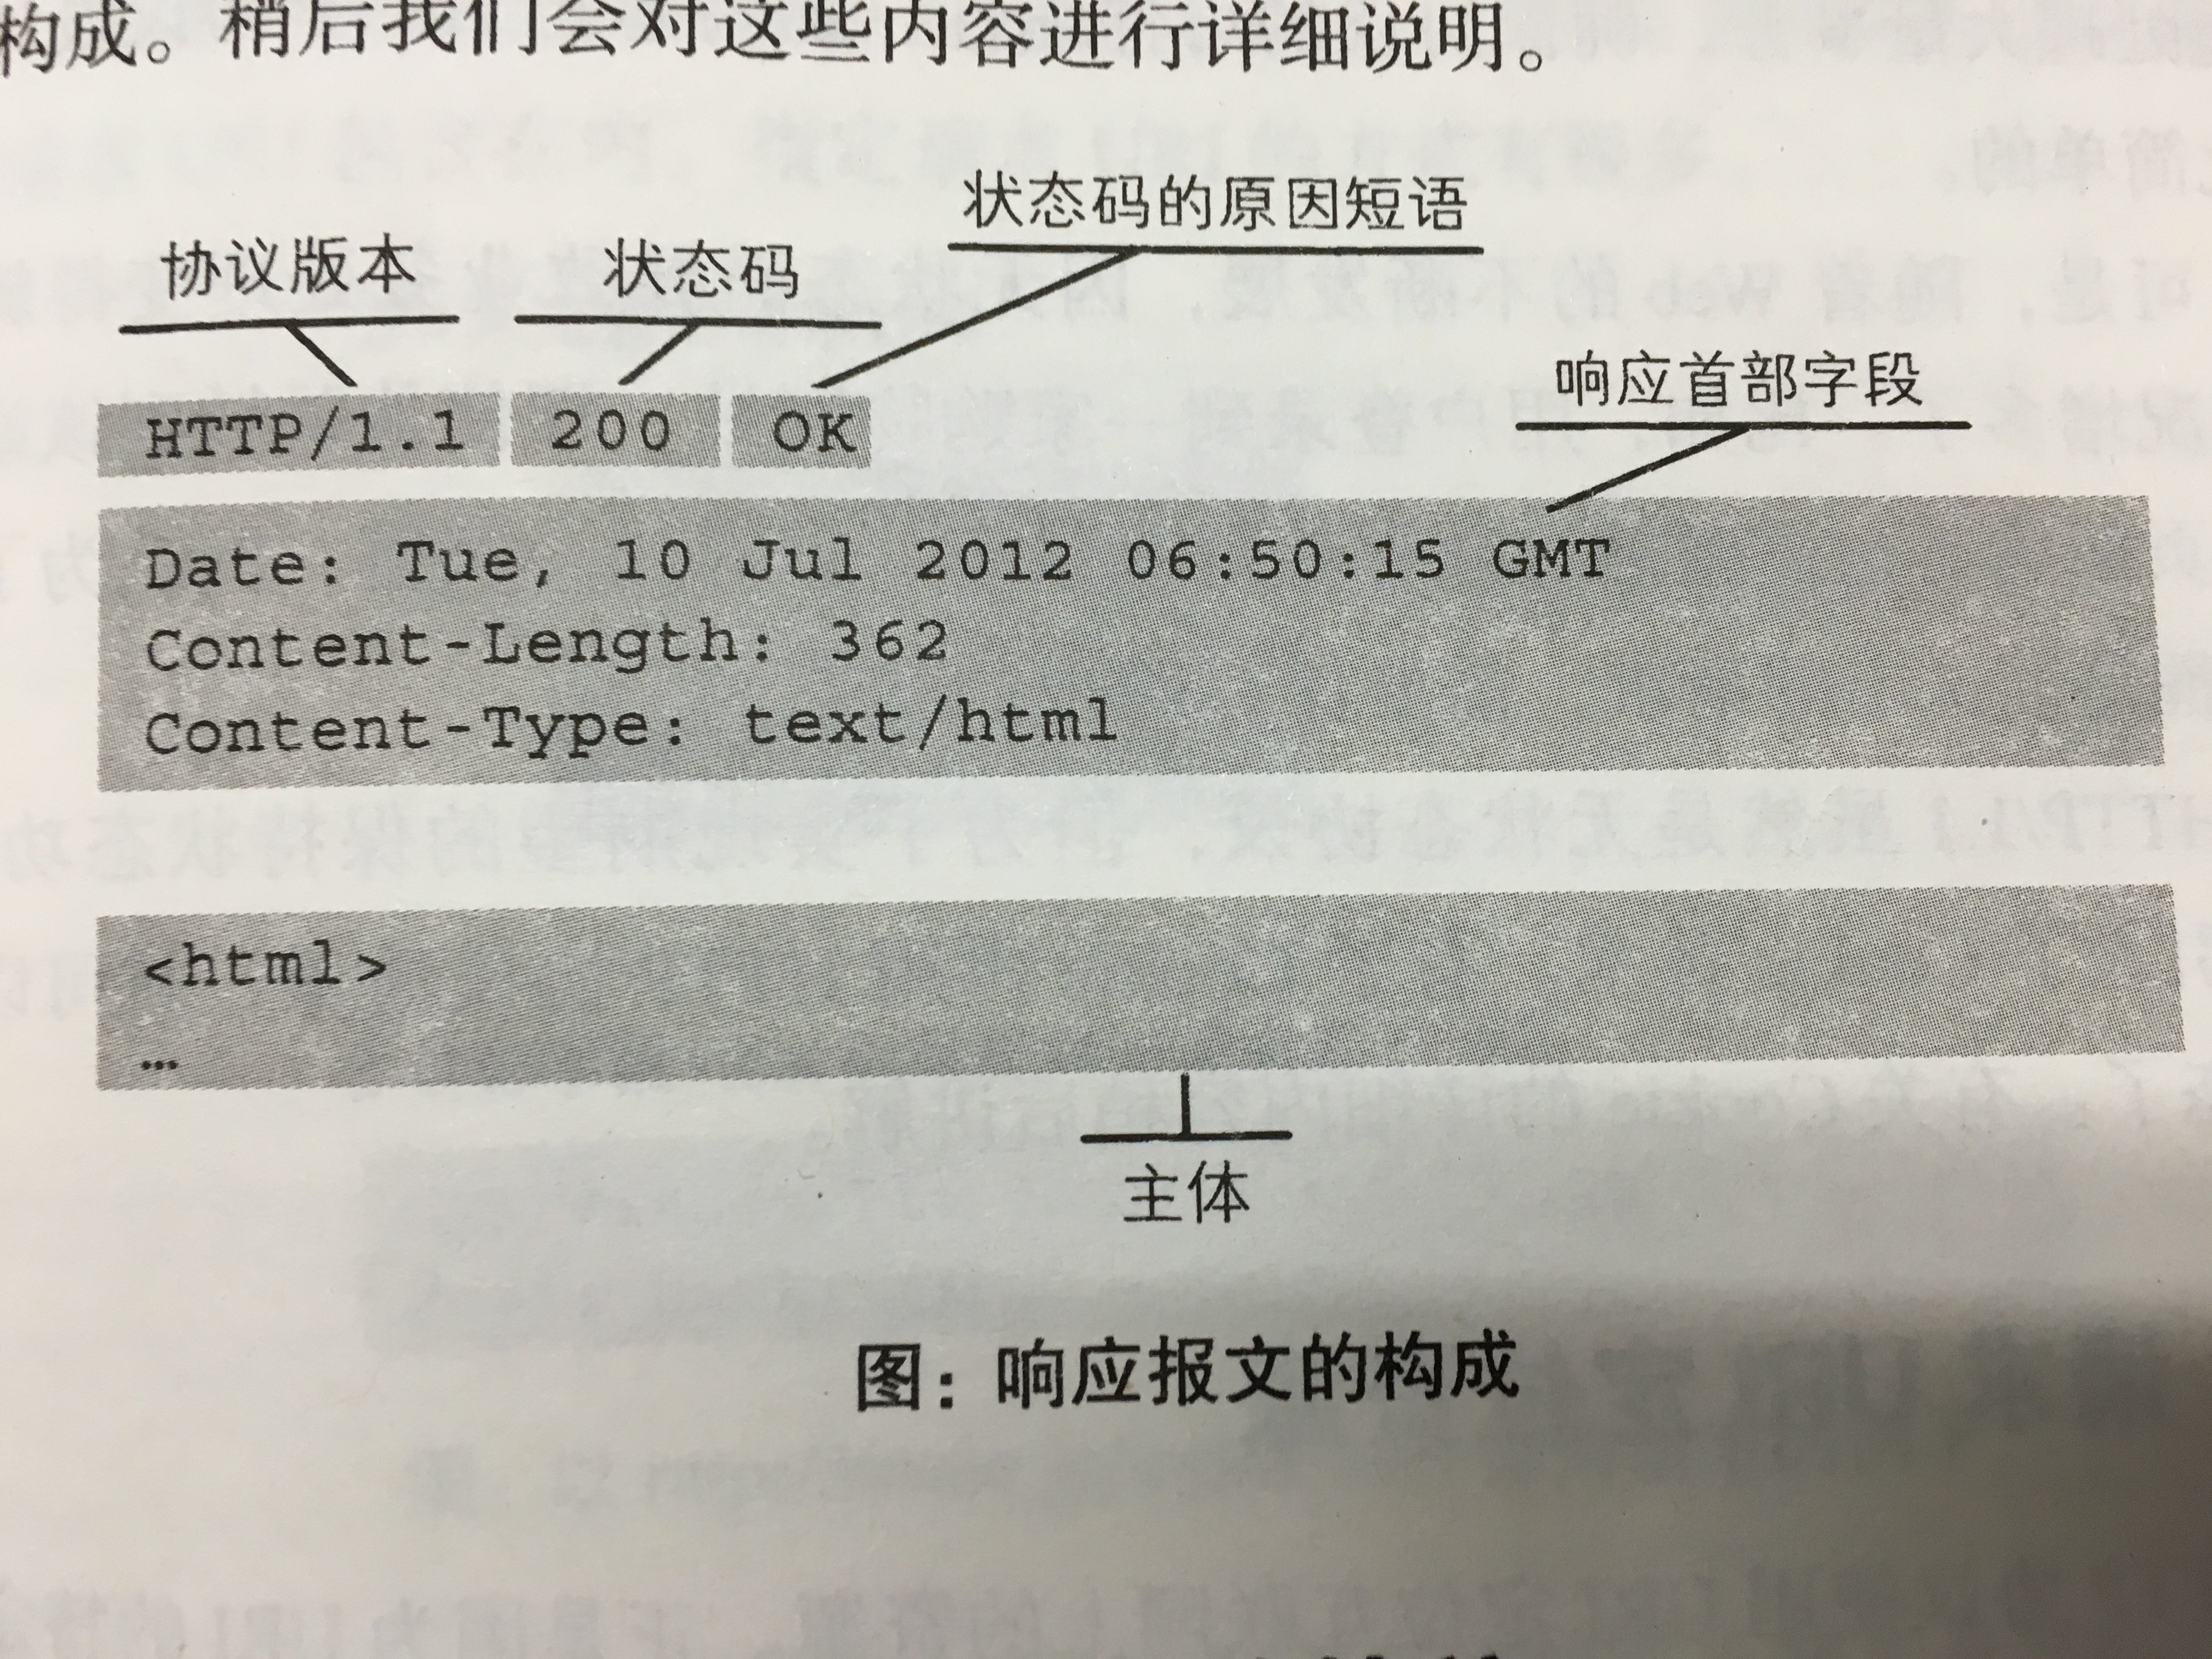 构成。稍后我们会对这些内容进行详细说明。
状态码的原因短语
协议版本 状态码
响应首部字段
HTTP/1.1 200 OK
Date: Tue, 10 Jul 2012 06:50:15 GMT
Content-Length: 362
Content-Type: text/html
<html>
…
主体
图：响应报文的构成